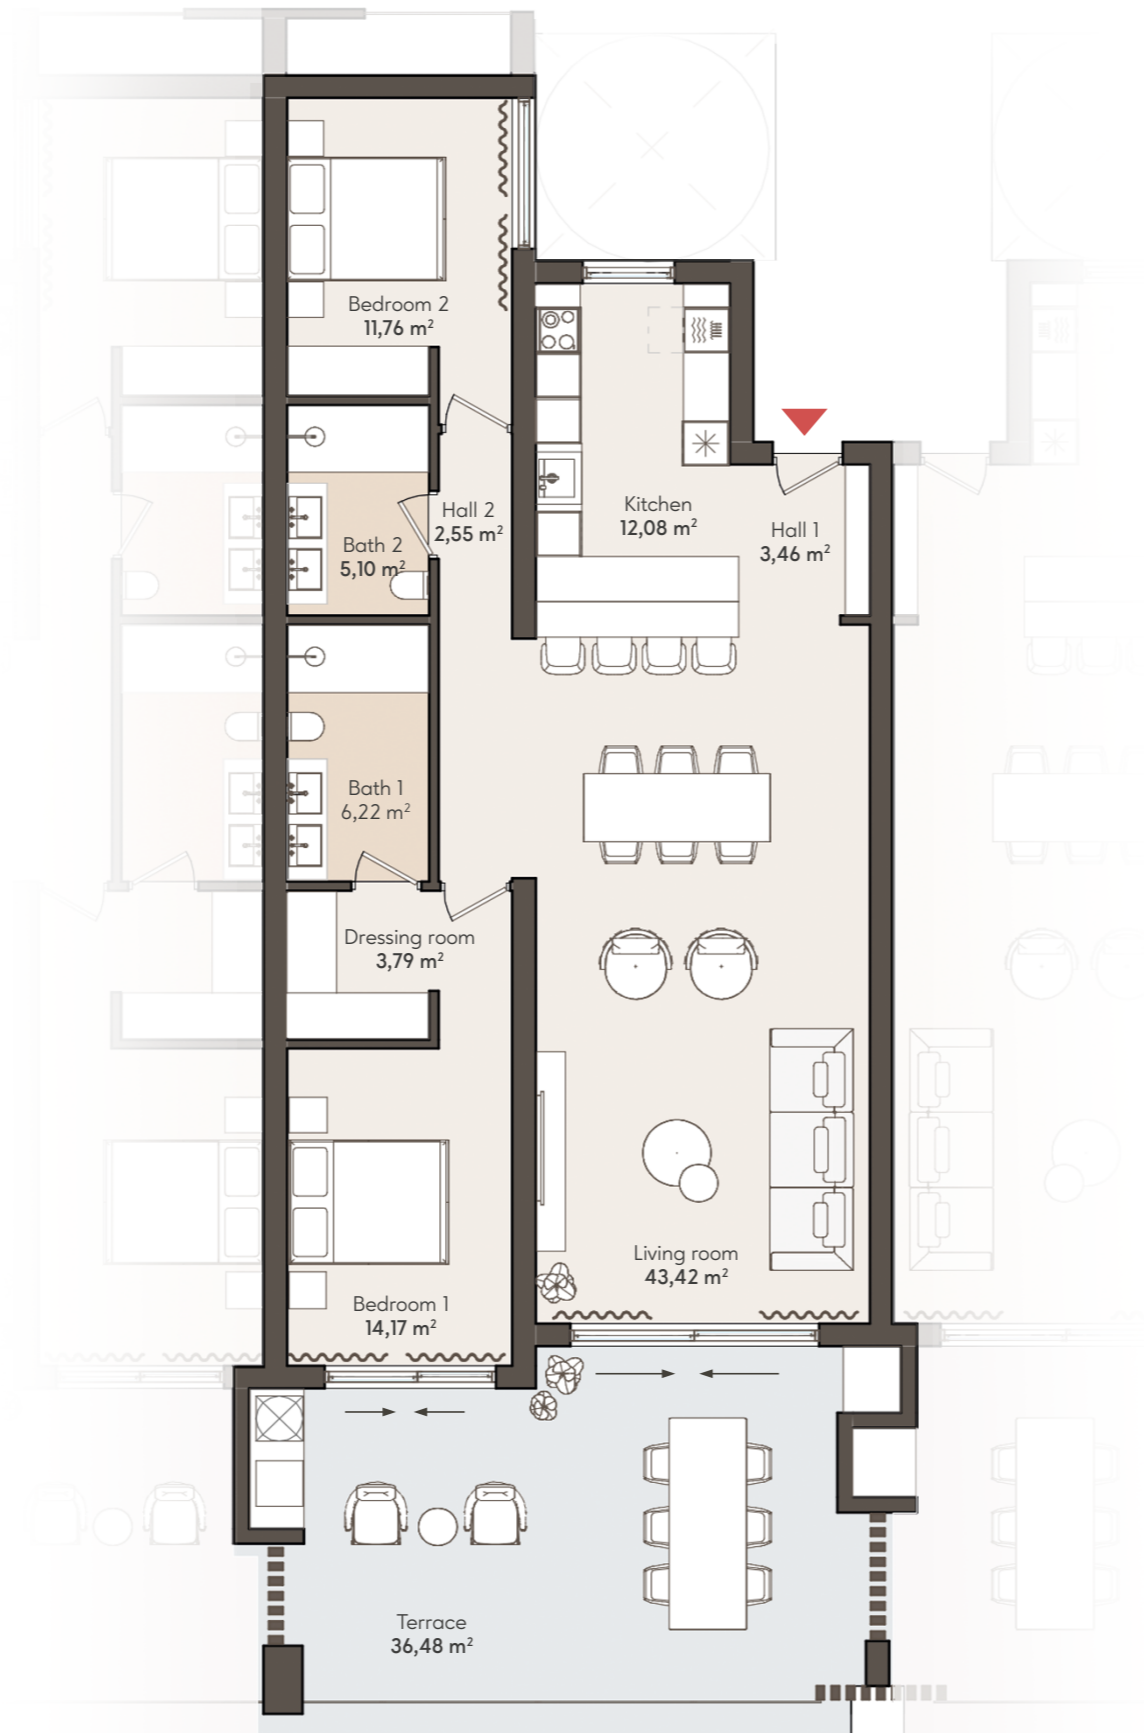 Bedroom 2
11,76 m²
Kitchen
12,08 m²
Hall 2
2,55 m²
Hall 1
3,46 m²
Bath 2
5,10 m²
Bath 1
6,22 m²
Dressing room
3,79 m²
Living room
43,42 m²
Bedroom 1
14,17 m²
Terrace
36,48 m²